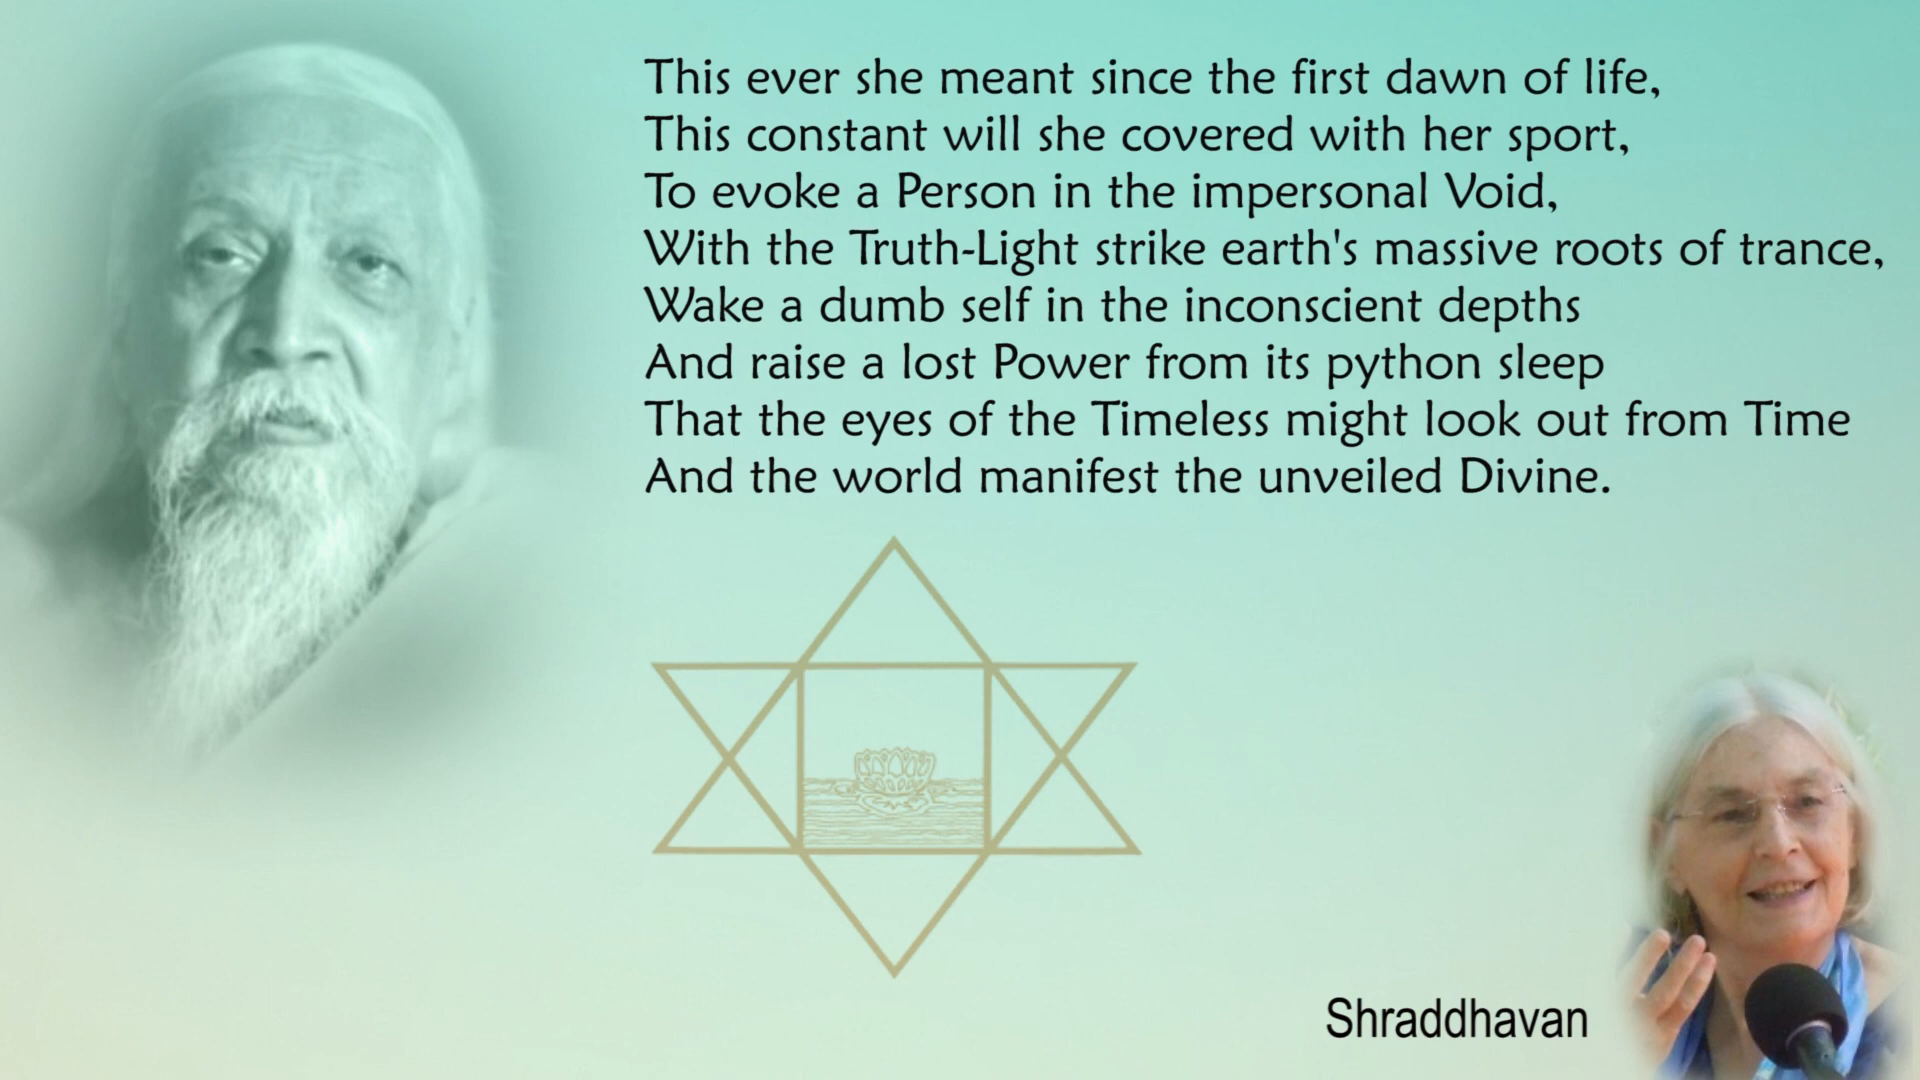 This ever she meant since the first dawn of life,
This constant will she covered with her sport,
To evoke a Person in the impersonal Void,
With the Truth-Light strike earth's massive roots of trance,
Wake a dumb self in the inconscient depths
And raise a lost Power from its python sleep
That the eyes of the Timeless might look out from Time
And the world manifest the unveiled Divine.
Shraddhavan